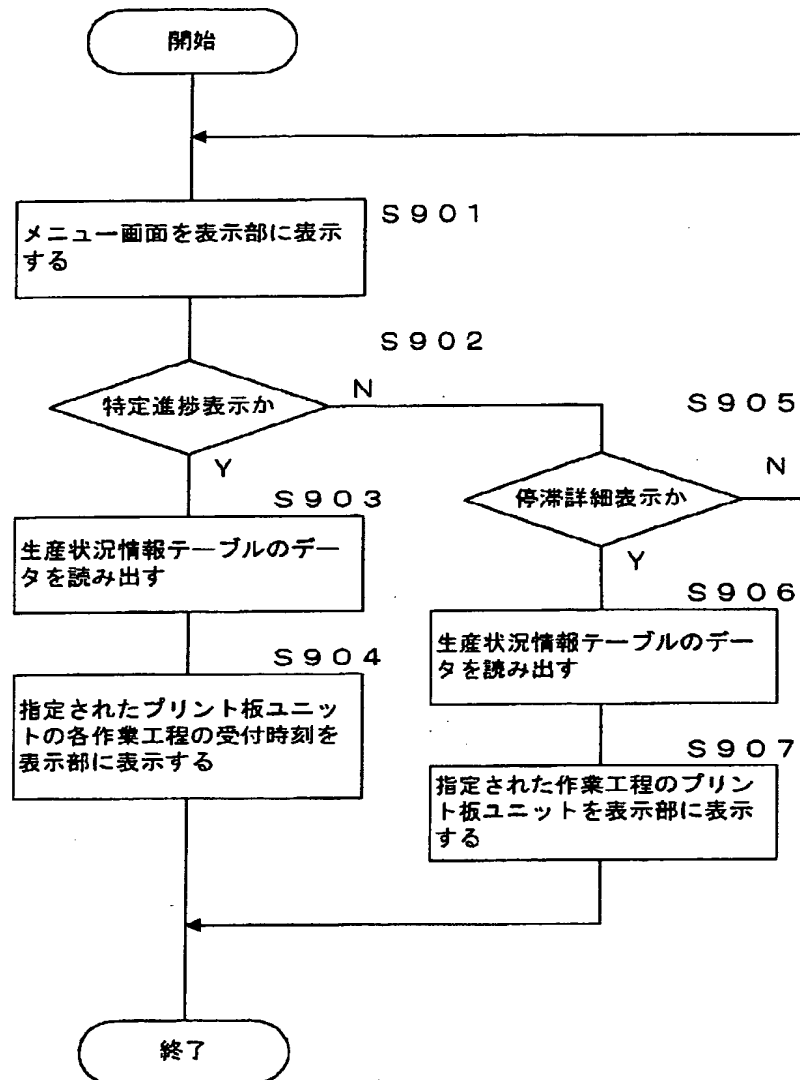 開始
S901
メニュー画面を表示部に表示
する
S902
特定進捗表示か
N
Y
S903
生産状況情報テーブルのデー
タを読み出す
S904
指定されたプリント板ユニッ
トの各作業工程の受付時刻を
表示部に表示する
S905
停滞詳細表示か
N
Y
S906
生産状況情報テーブルのデー
タを読み出す
S907
指定された作業工程のプリン
ト板ユニットを表示部に表示
する
終了